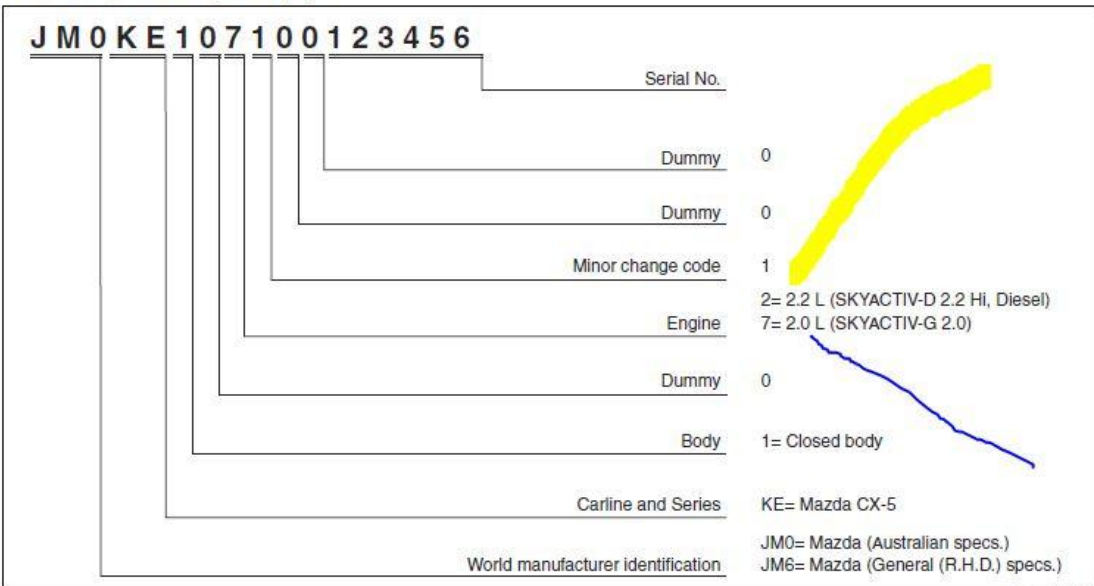 JM0KE107100123456
Serial No.
Dummy 0
Dummy 0
Minor change code 1
2= 2.2 L (SKYACTIV-D 2.2 Hi, Diesel)
Engine 7= 2.0 L (SKYACTIV-G 2.0)
Dummy 0
Body 1= Closed body
Carline and Series KE= Mazda CX-5
JM0= Mazda (Australian specs.)
World manufacturer identification JM6= Mazda (General (R.H.D.) specs.)